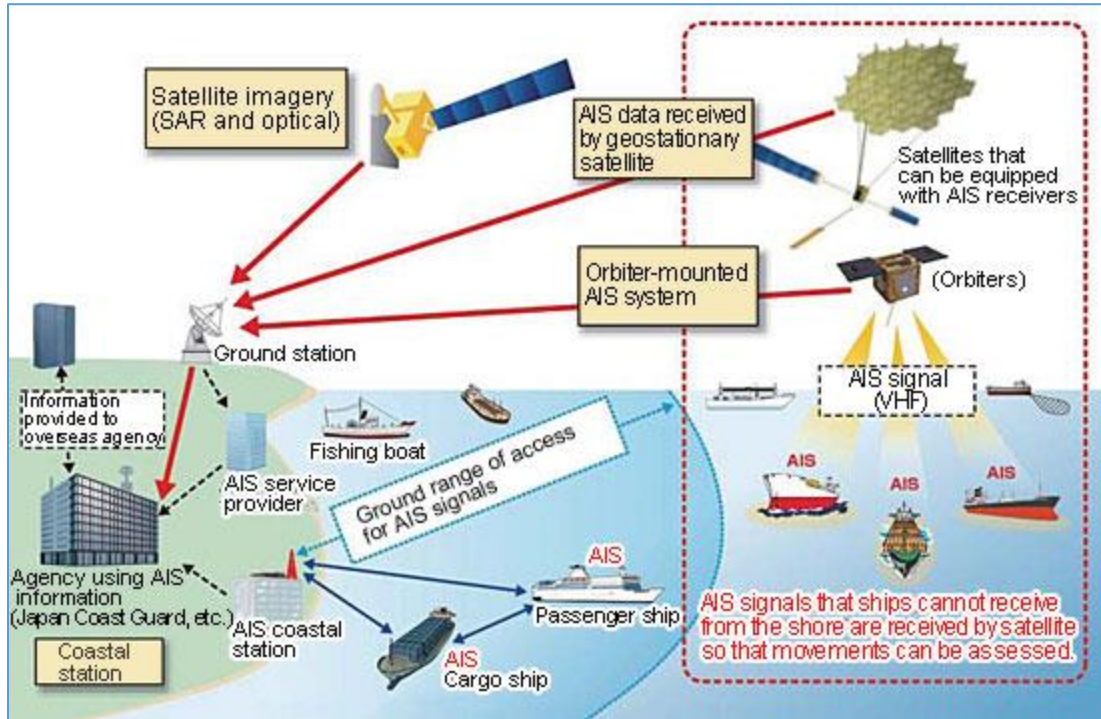 Satellite imagery
(SAR and optical)
AIS data received
by geostationary
satellite
Satellites that
can be equipped
with AIS receivers
Orbiter-mounted
AIS system
(Orbiters)
Ground station
AIS signal
(VHF)
Information
provided to
overseas agency
Fishing boat
AIS service
provider
Ground range of access
for AIS signals
AIS
AIS
AIS
Agency using AIS
information
(Japan Coast Guard, etc.)
AIS coastal
station
AIS
Passenger ship
AIS
Cargo ship
Coastal
station
AIS signals that ships cannot receive
from the shore are received by satellite
so that movements can be assessed.